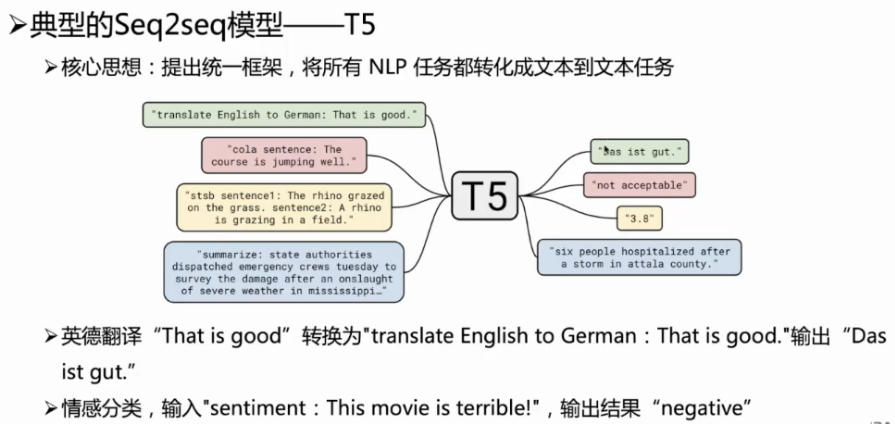 ➢典型的Seq2seq模型——T5
➢核心思想：提出统一框架，将所有 NLP 任务都转化成文本到文本任务
"translate English to German: That is good."
"cola sentence: The
course is jumping well."
"stsb sentence1: The rhino grazed
on the grass. sentence2: A rhino
is grazing in a field."
"summarize: state authorities
dispatched emergency crews tuesday to
survey the damage after an onslaught
of severe weather in mississippi…"
T5
"Das ist gut."
"not acceptable"
"3.8"
"six people hospitalized after
a storm in attala county."
➢英德翻译“That is good”转换为"translate English to German：That is good."输出“Das
ist gut.”
➢情感分类，输入"sentiment：This movie is terrible!"，输出结果“negative”